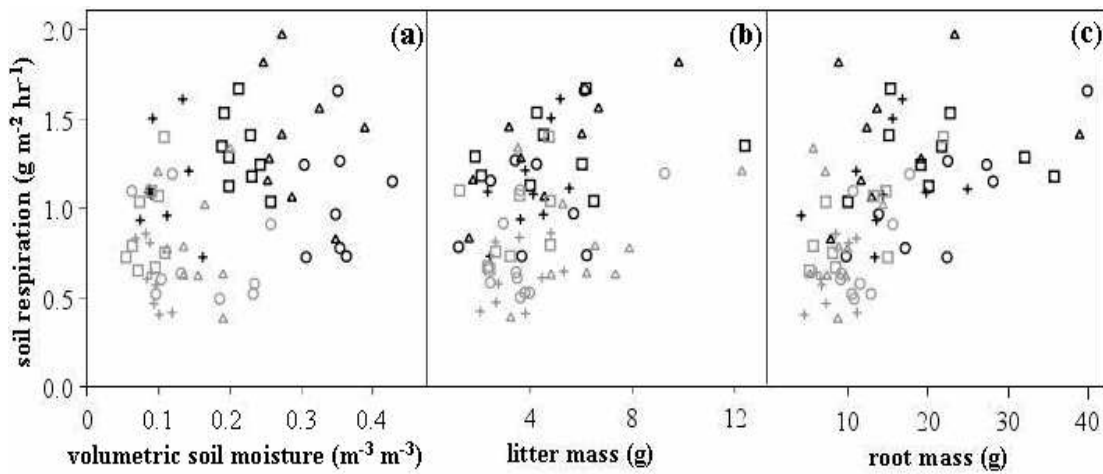 (a) (b) (c)
soil respiration (g m⁻² hr⁻¹)
2.0
1.5
1.0
0.5
0.0
0 0.1 0.2 0.3 0.4 4 8 12 10 20 30 40
volumetric soil moisture (m⁻³ m⁻³) litter mass (g) root mass (g)